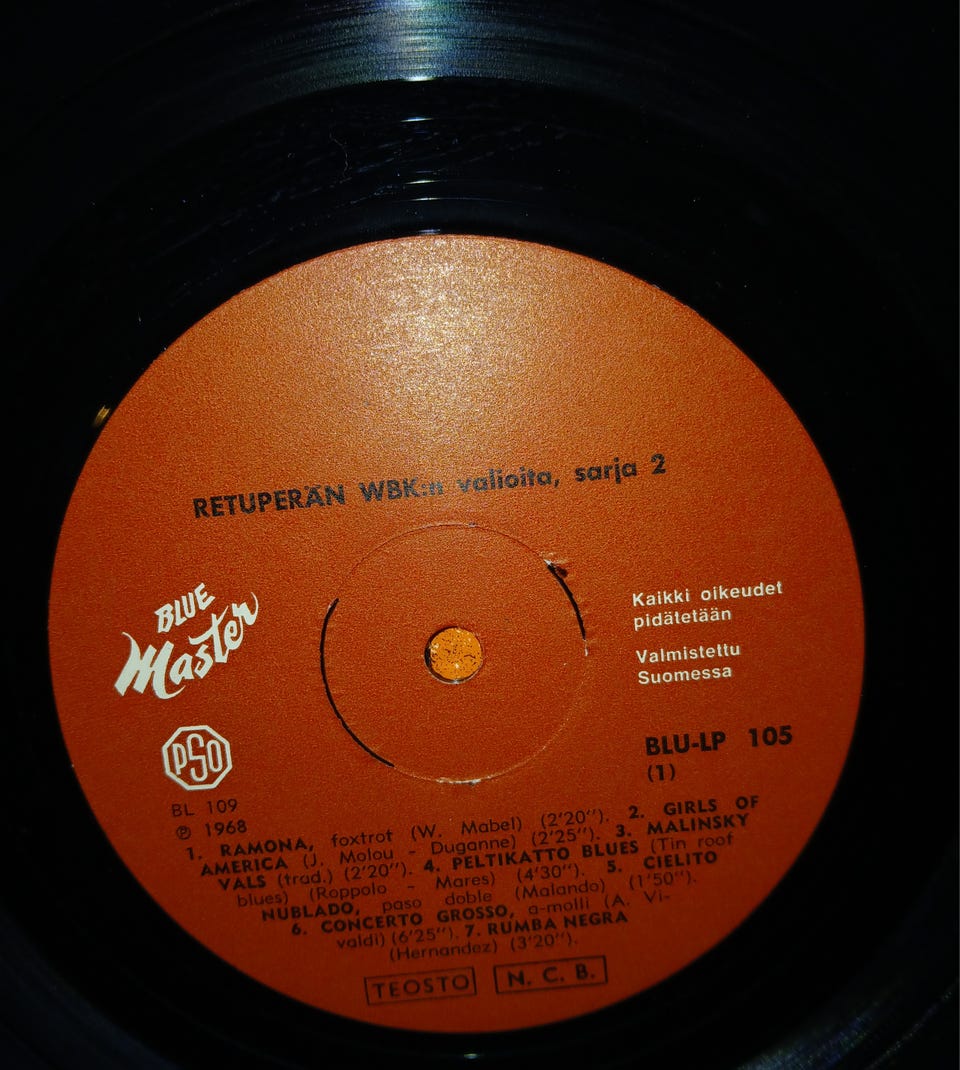 RETUPERÄN WBK:n valioita, sarja 2
BLUE
Master
PSO
Kaikki oikeudet
pidätetään
Valmistettu
Suomessa
BLU-LP 105
(1)
BL 109
℗ 1968
1. RAMONA, foxtrot (W. Mabel) (2'20"). 2. GIRLS OF
AMERICA (J. Molou - Duganne) (2'25"). 3. MALINSKY
VALS (trad.) (2'20"). 4. PELTIKATTO BLUES (Tin roof
blues) (Roppolo - Mares) (4'30"). 5. CIELITO
NUBLADO, paso doble (Malando) (1'50").
6. CONCERTO GROSSO, a-molli (A. Vi-
valdi) (6'25"). 7. RUMBA NEGRA
(Hernandez) (3'20").
TEOSTO N. C. B.